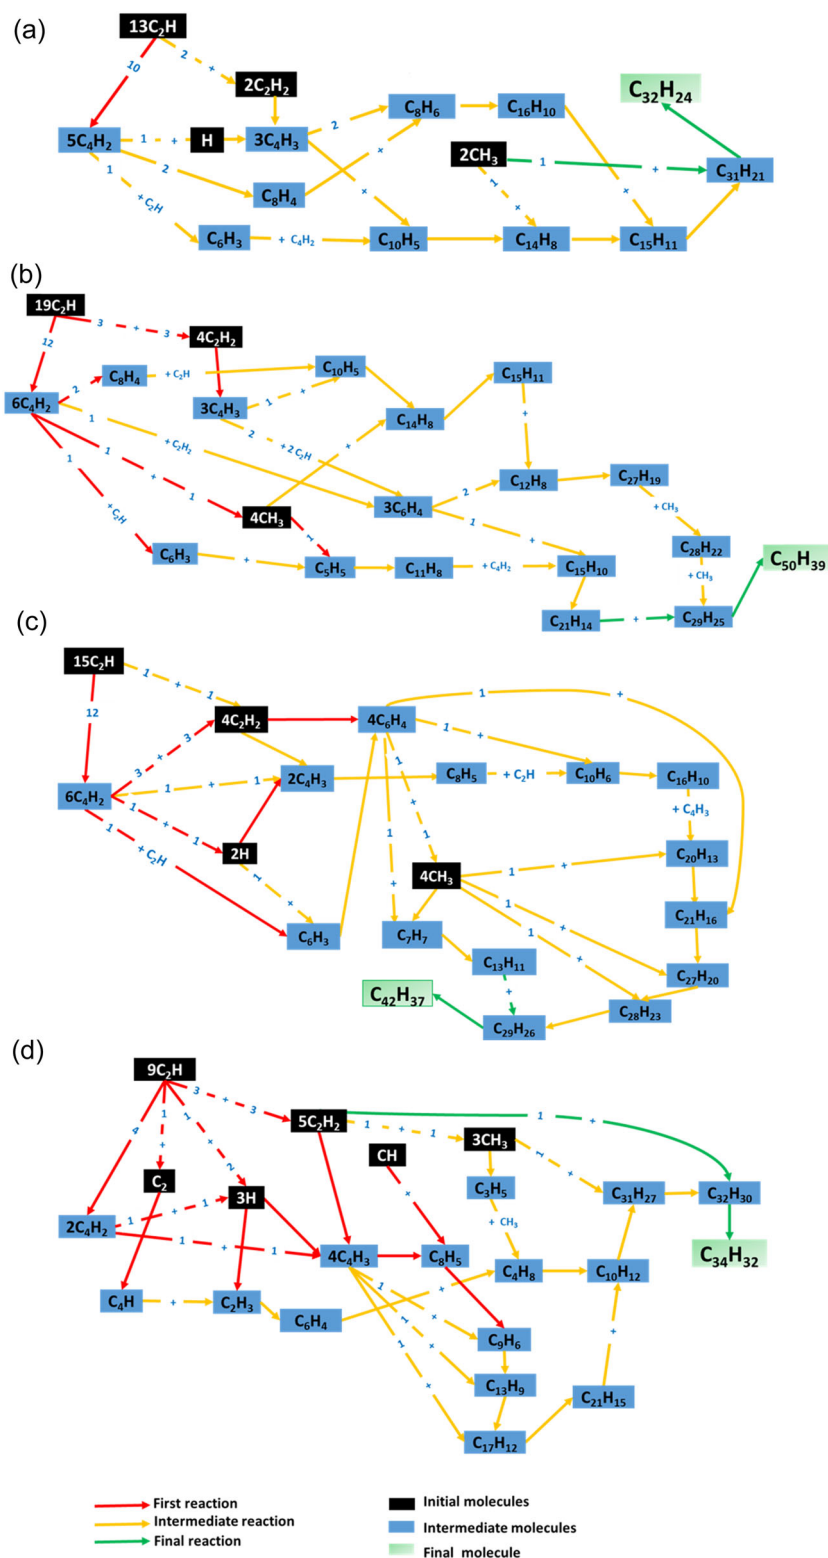 (a)
13C₂H
10
2 +
2C₂H₂
C₈H₆
C₁₆H₁₀
C₃₂H₂₄
5C₄H₂
1 +
H
3C₄H₃
2
+
2CH₃
1 +
C₃₁H₂₁
1
+ C₂H
2
C₈H₄
+
1 +
+
C₆H₃
+ C₄H₂
C₁₀H₅
C₁₄H₈
C₁₅H₁₁
(b)
19C₂H
12
3 + 3
4C₂H₂
6C₄H₂
2
C₈H₄
+ C₂H
C₁₀H₅
C₁₅H₁₁
3C₄H₃
1 +
C₁₄H₈
+
1
+ C₂H₂
2 +2 C₂H
+
C₁₂H₈
C₂₇H₁₉
1
1 + 1
4CH₃
3C₆H₄
2 +
1 +
+ CH₃
C₂₈H₂₂
+ C₂H
1
C₅₀H₃₉
C₆H₃
+
C₅H₅
C₁₁H₈
+ C₄H₂
C₁₅H₁₀
+ CH₃
C₂₁H₁₄
+
C₂₉H₂₅
(c)
15C₂H
1 + 1
12
4C₂H₂
4C₆H₄
1 +
3 + 3
1 +
6C₄H₂
1 + 1
2C₄H₃
C₈H₅
+ C₂H
C₁₀H₆
C₁₆H₁₀
1 + 1
1 +
1 + 1
+ C₄H₃
1
+ C₂H
2H
1 +
4CH₃
1 +
C₂₀H₁₃
1 +
1 +
C₂₁H₁₆
C₆H₃
C₇H₇
C₁₃H₁₁
C₂₇H₂₀
C₄₂H₃₇
+
C₂₈H₂₃
C₂₉H₂₆
(d)
9C₂H
3 + 3
4
1 +
1 + 2
5C₂H₂
1 + 1
3CH₃
1 +
CH
1 +
C₂
3H
+
C₃H₅
C₃₁H₂₇
C₃₂H₃₀
2C₄H₂
1 + 1
1 + 1
4C₄H₃
C₈H₅
+ CH₃
C₄H₈
C₁₀H₁₂
C₃₄H₃₂
C₄H
+
C₂H₃
C₆H₄
+
1 +
C₉H₆
1 +
1 +
C₁₃H₉
+
C₂₁H₁₅
C₁₇H₁₂
First reaction
Intermediate reaction
Final reaction
Initial molecules
Intermediate molecules
Final molecule